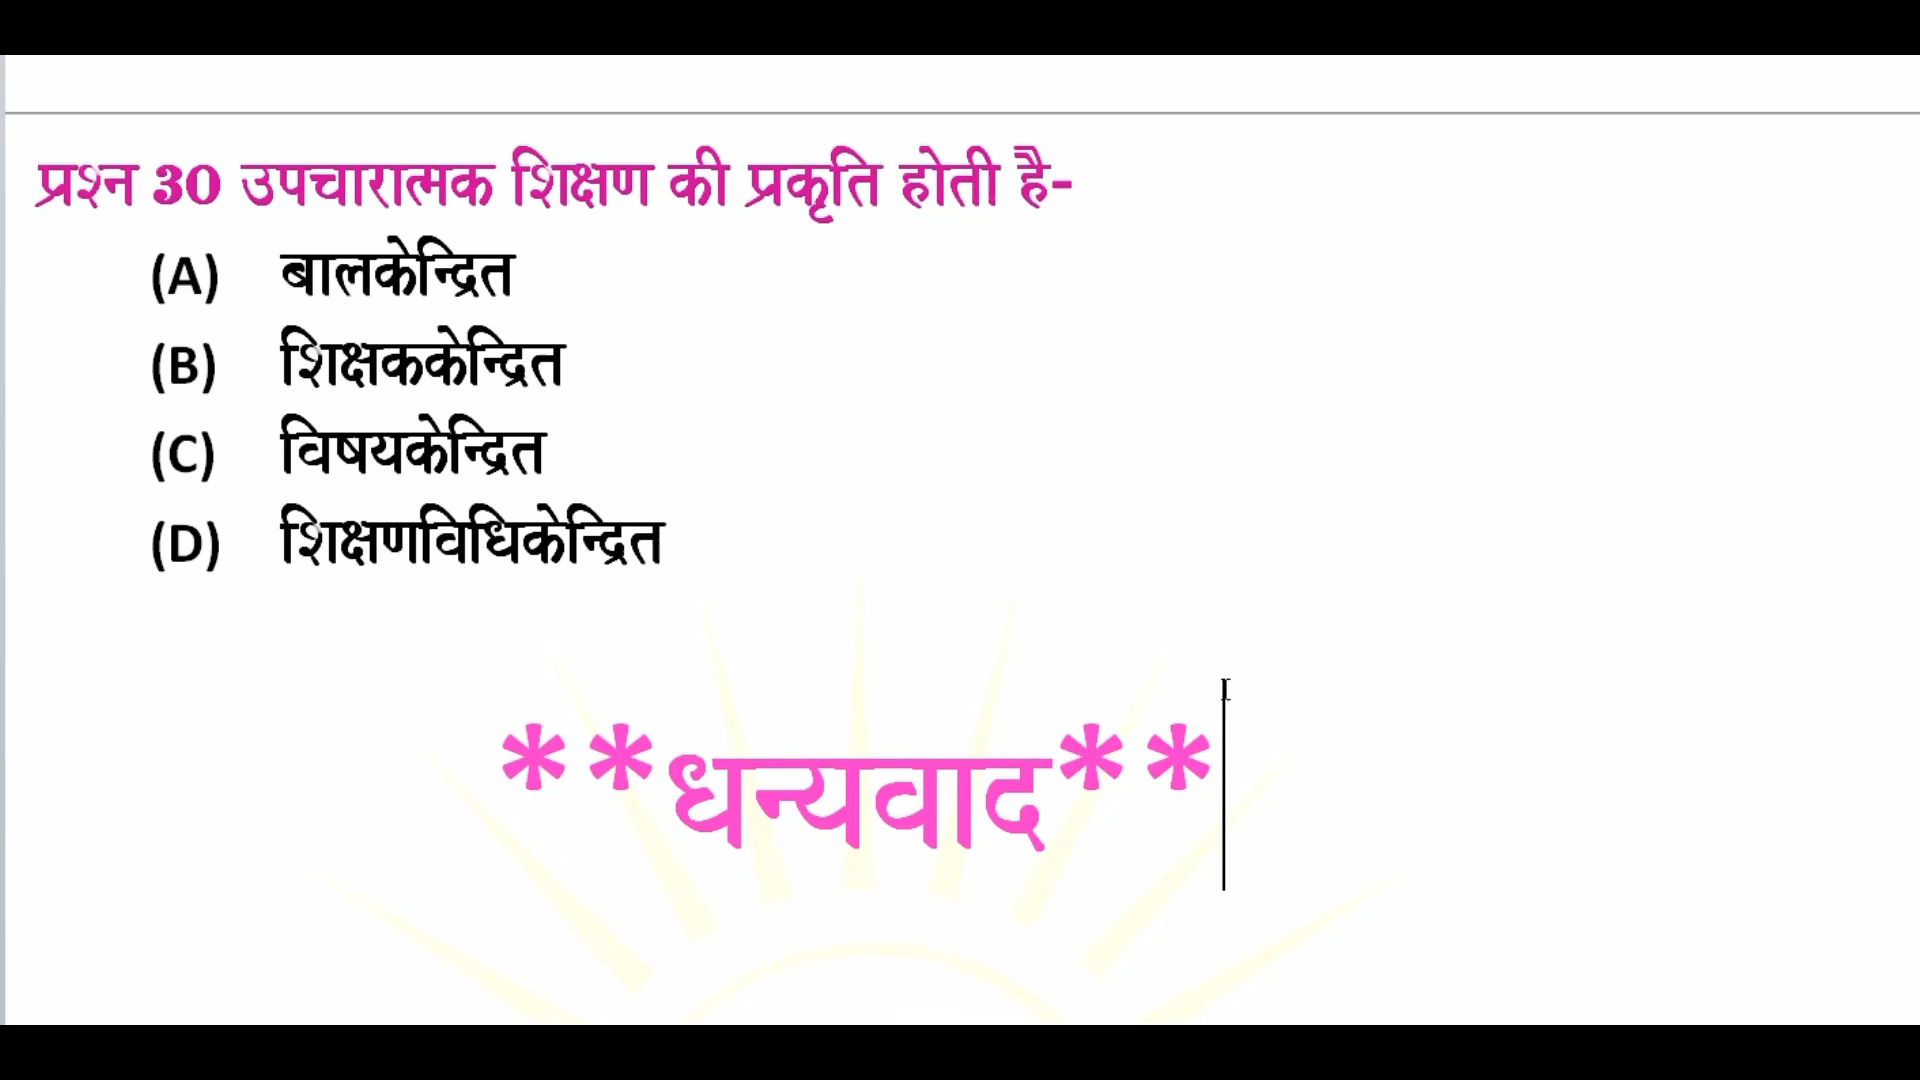 प्रश्न 30 उपचारात्मक शिक्षण की प्रकृति होती है-
(A) बालकेन्द्रित
(B) शिक्षककेन्द्रित
(C) विषयकेन्द्रित
(D) शिक्षणविधिकेन्द्रित
**धन्यवाद**